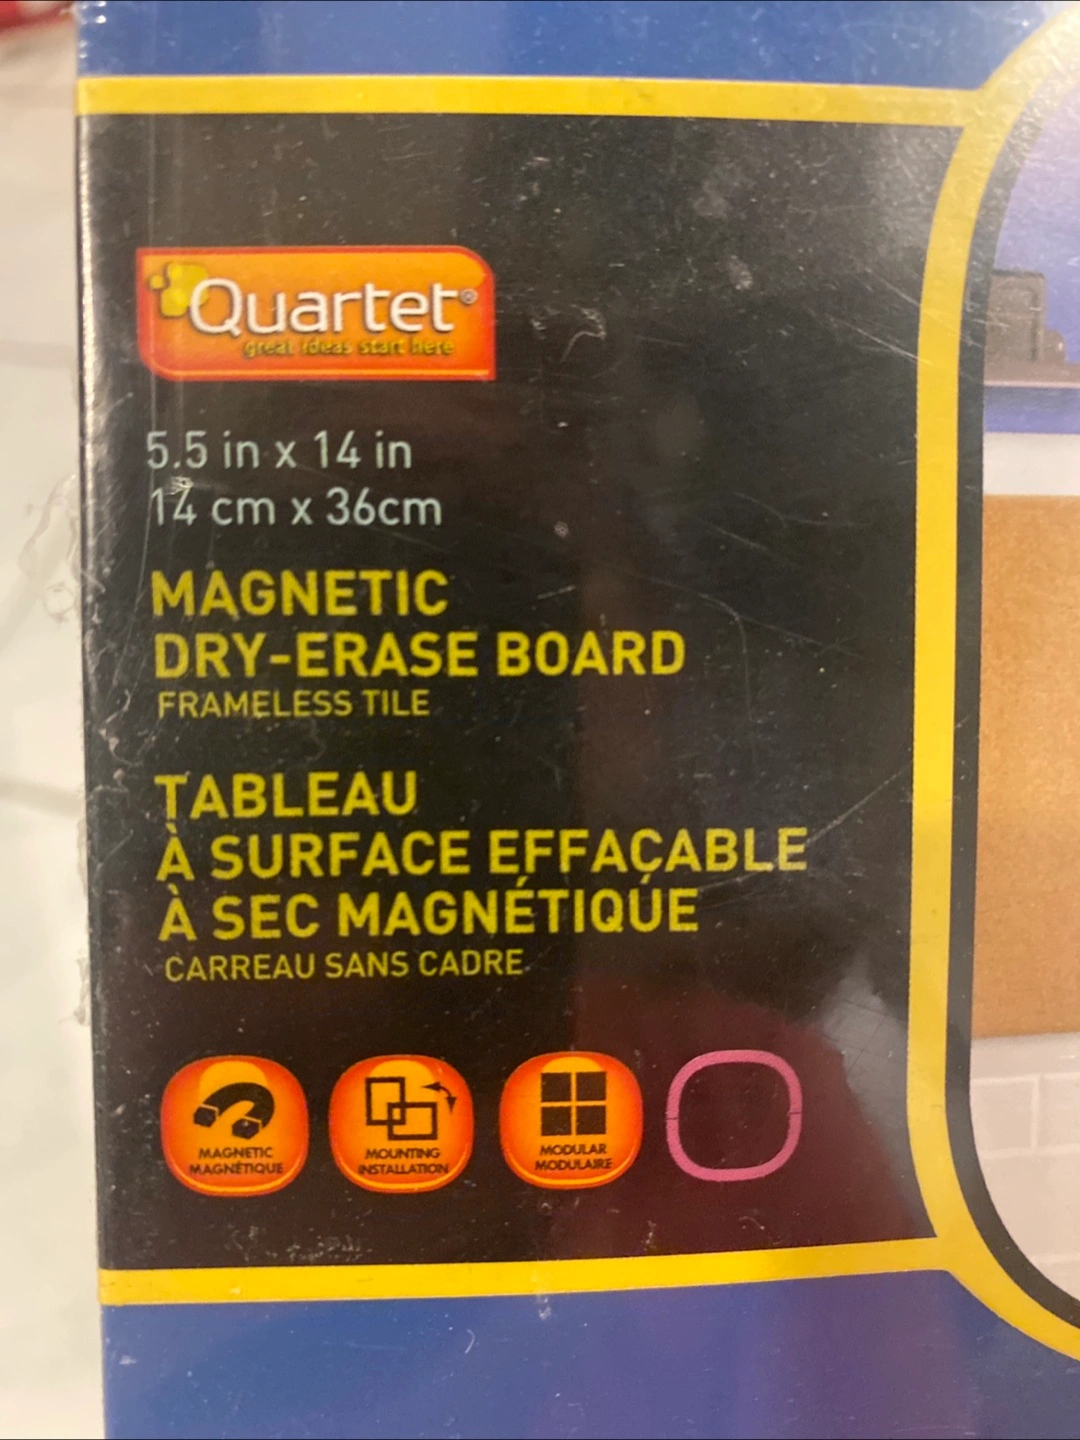 Quartet®
great ideas start here
5.5 in x 14 in
14 cm x 36cm
MAGNETIC
DRY-ERASE BOARD
FRAMELESS TILE
TABLEAU
À SURFACE EFFAÇABLE
À SEC MAGNÉTIQUE
CARREAU SANS CADRE
MAGNETIC
MAGNÉTIQUE
MOUNTING
INSTALLATION
MODULAR
MODULAIRE